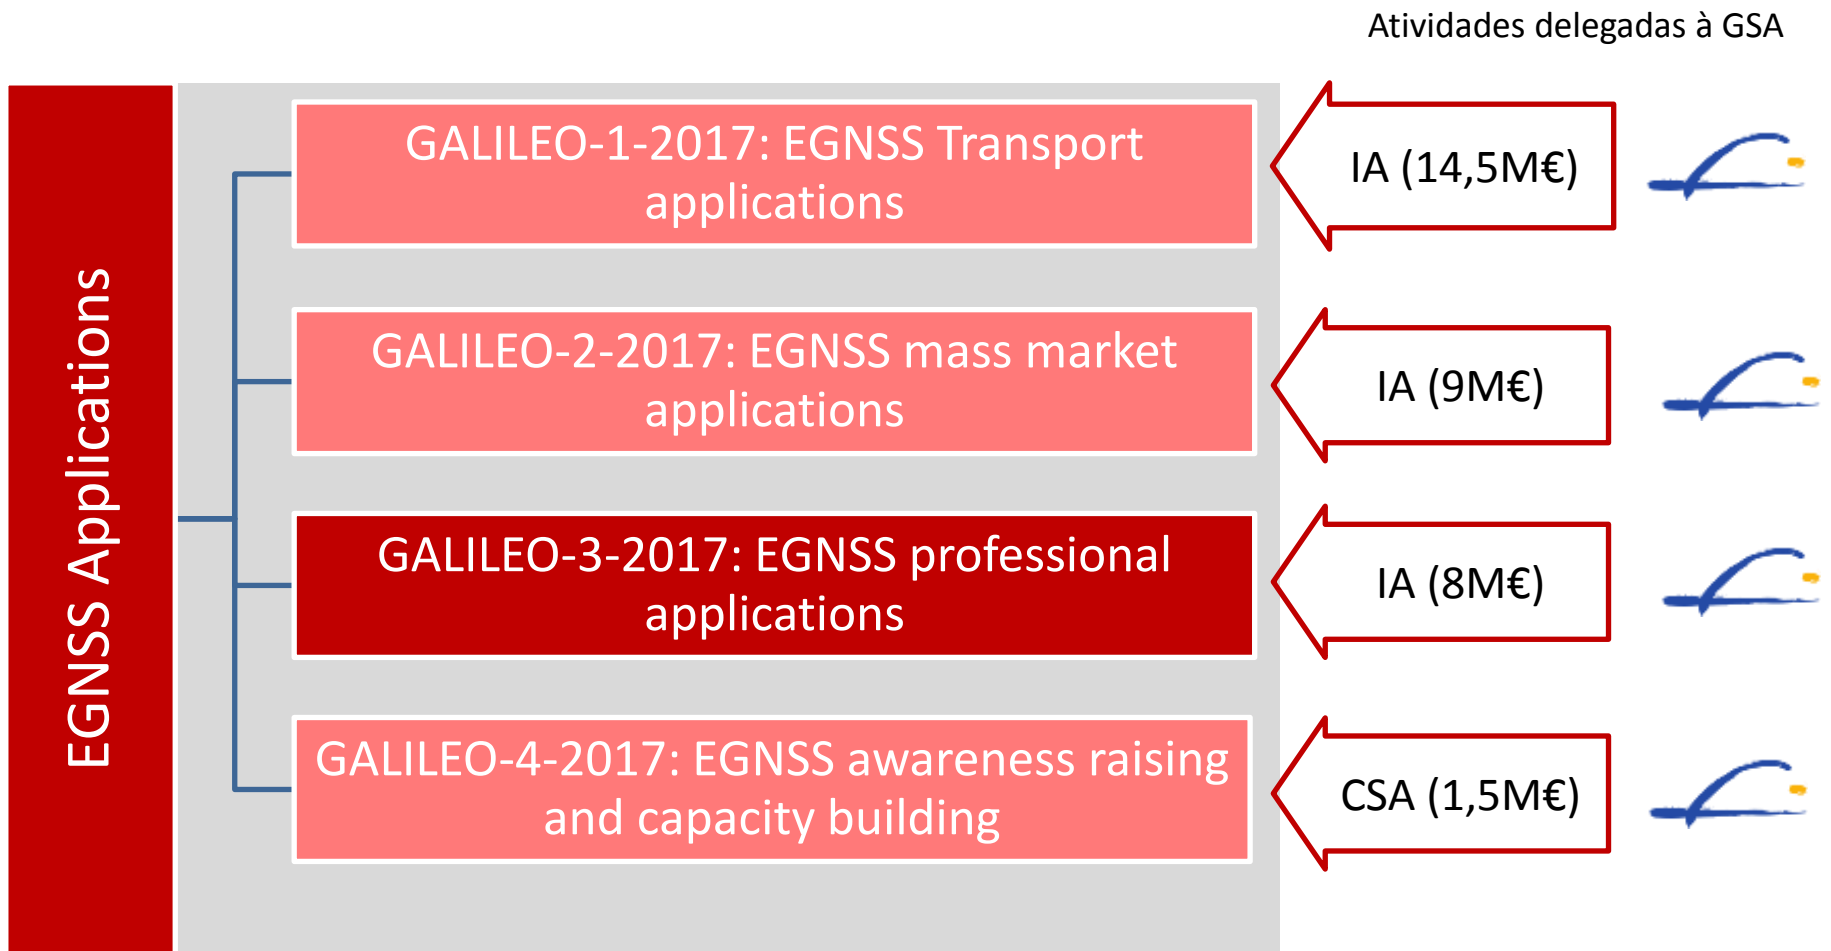 Atividades delegadas à GSA
EGNSS Applications
GALILEO-1-2017: EGNSS Transport
applications
IA (14,5M€)
GALILEO-2-2017: EGNSS mass market
applications
IA (9M€)
GALILEO-3-2017: EGNSS professional
applications
IA (8M€)
GALILEO-4-2017: EGNSS awareness raising
and capacity building
CSA (1,5M€)